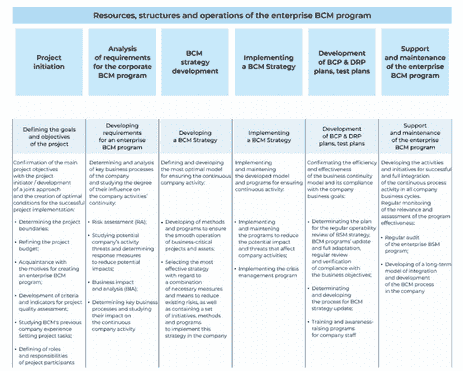 Resources, structures and operations of the enterprise BCM program
Project
initiation
Analysis
of requirements
for the corporate
BCM program
BCM
strategy
development
Implementing
a BCM Strategy
Development
of BCP & DRP
plans, test plans
Support
and maintenance
of the enterprise
BCM program
Defining the goals
and objectives
of the project
Developing
requirements
for an enterprise
BCM program
Developing
a BCM Strategy
Implementing
a BCM Strategy
Development
of BCP & DRP
plans, test plans
Support
and maintenance
of the enterprise
BCM program
Confirmation of the main
project objectives
with the project
initiator / development
of a joint approach
and the creation of optimal
conditions for the successful
project implementation:
• Determining the project
boundaries;
• Refining the project
budget;
• Acquaintance with
the motives for creating
an enterprise BCM
program;
• Development of criteria
and indicators for project
quality assessment;
• Studying BCM's previous
company experience
Setting project tasks;
• Defining of roles
and responsibilities
of project participants
Determining and analysis
of key business processes
of the company
and studying the degree
of their influence on
the company activities'
continuity:
• Risk assessment (RA);
• Studying potential
company's activity
threats and determining
response measures
to reduce potential
impacts;
• Business impact
and analysis (BIA);
• Determining key business
processes and studying
their impact on
the continuous
company activity
Defining and developing
the most optimal model
for ensuring the continuous
company activity:
• Developing of methods
and programs to ensure
the smooth operation
of business-critical
projects and assets;
• Selecting the most
effective strategy
with regard to
a combination
of necessary measures
and means to reduce
existing risks, as well
as containing a set
of initiatives, methods
and programs
to implement this
strategy in the company
Implementing
and maintaining
the developed model
and programs for ensuring
continuous activity:
• Implementing
and maintaining
the programs to reduce
the potential impact
and threats that affect
company activities;
• Implementing the crisis
management program
Confirmating the efficiency
and effectiveness
of the business continuity
model and its compliance
with the company
business goals:
• Determining the plan
for the regular operability
review of BSM strategy,
BCM programs' update
and full adaptation,
regular review
and verification
of compliance with
the business objectives;
• Determinating
and developing
the process for BCM
strategy update;
• Training and awareness-
raising programs
for company staff
Developing the activities
and initiatives for successful
and full integration
of the continuous process
activity in all company
business cycles.
Regular monitoring
of the relevance
and assessment
of the program
effectiveness:
• Regular audit
of the enterprise BSM
program;
• Developing of a long-term
model of integration
and development
of the BCM process
in the company